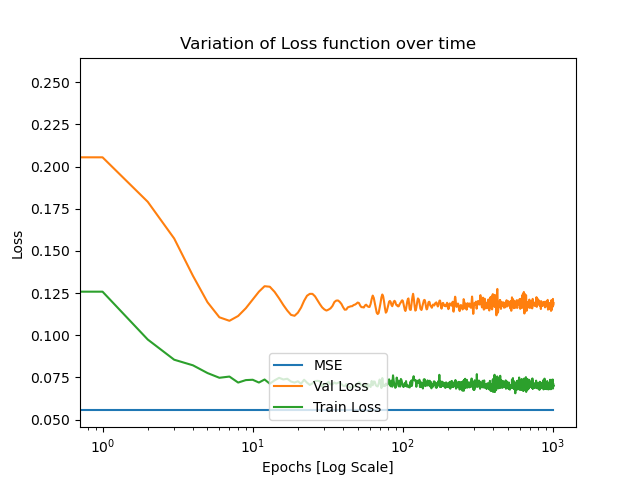 Variation of Loss function over time
0.250
0.225
0.200
0.175
0.150
0.125
0.100
0.075
0.050
Loss
MSE
Val Loss
Train Loss
10⁰ 10¹ 10² 10³
Epochs [Log Scale]